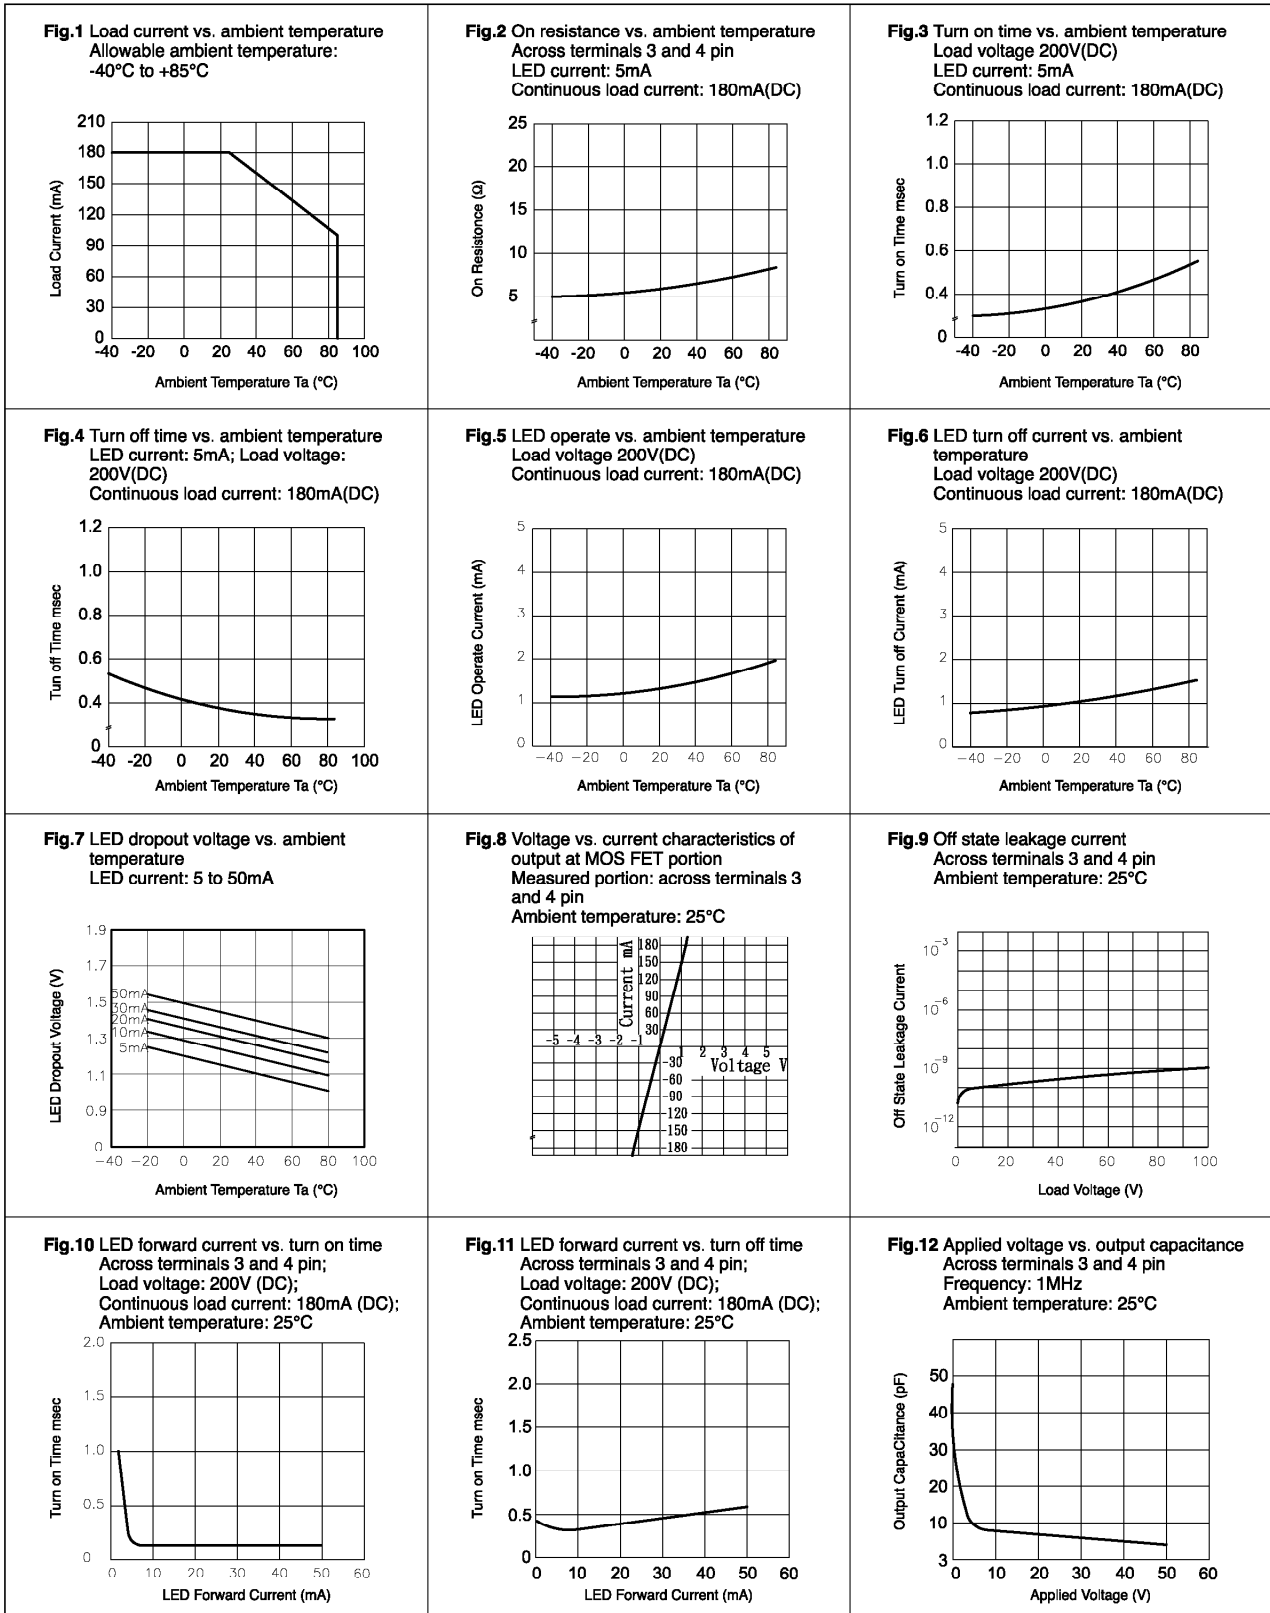 Fig.1 Load current vs. ambient temperature
Allowable ambient temperature:
-40°C to +85°C
210
180
150
120
90
60
30
0
Load Current (mA)
-40 -20 0 20 40 60 80 100
Ambient Temperature Ta (°C)
Fig.2 On resistance vs. ambient temperature
Across terminals 3 and 4 pin
LED current: 5mA
Continuous load current: 180mA(DC)
25
20
15
10
5
On Resistonce (Ω)
-40 -20 0 20 40 60 80
Ambient Temperature Ta (°C)
Fig.3 Turn on time vs. ambient temperature
Load voltage 200V(DC)
LED current: 5mA
Continuous load current: 180mA(DC)
1.2
1.0
0.8
0.6
0.4
0
Turn on Time msec
-40 -20 0 20 40 60 80
Ambient Temperature Ta (°C)
Fig.4 Turn off time vs. ambient temperature
LED current: 5mA; Load voltage:
200V(DC)
Continuous load current: 180mA(DC)
1.2
1.0
0.8
0.6
0.4
0
Tun off Time msec
-40 -20 0 20 40 60 80 100
Ambient Temperature Ta (°C)
Fig.5 LED operate vs. ambient temperature
Load voltage 200V(DC)
Continuous load current: 180mA(DC)
5
4
3
2
1
0
LED Operate Current (mA)
-40 -20 0 20 40 60 80
Ambient Temperature Ta (°C)
Fig.6 LED turn off current vs. ambient
temperature
Load voltage 200V(DC)
Continuous load current: 180mA(DC)
5
4
3
2
1
0
LED Turn off Current (mA)
-40 -20 0 20 40 60 80
Ambient Temperature Ta (°C)
Fig.7 LED dropout voltage vs. ambient
temperature
LED current: 5 to 50mA
1.9
1.7
1.5
1.3
1.1
0.9
0
LED Dropout Voltage (V)
50mA
30mA
20mA
10mA
5mA
-40 -20 0 20 40 60 80 100
Ambient Temperature Ta (°C)
Fig.8 Voltage vs. current characteristics of
output at MOS FET portion
Measured portion: across terminals 3
and 4 pin
Ambient temperature: 25°C
Current mA
180
150
120
90
60
30
-5 -4 -3 -2 -1 1 2 3 4 5
Voltage V
-30
-60
-90
-120
-150
-180
Fig.9 Off state leakage current
Across terminals 3 and 4 pin
Ambient temperature: 25°C
10-3
10-6
10-9
10-12
Off State Leakage Current
0 20 40 60 80 100
Load Voltage (V)
Fig.10 LED forward current vs. turn on time
Across terminals 3 and 4 pin;
Load voltage: 200V (DC);
Continuous load current: 180mA (DC);
Ambient temperature: 25°C
2.0
1.5
1.0
0.5
0
Turn on Time msec
0 10 20 30 40 50 60
LED Forward Current (mA)
Fig.11 LED forward current vs. turn off time
Across terminals 3 and 4 pin;
Load voltage: 200V (DC);
Continuous load current: 180mA (DC);
Ambient temperature: 25°C
2.5
2.0
1.5
1.0
0.5
0
Turn on Time msec
0 10 20 30 40 50 60
LED Forward Current (mA)
Fig.12 Applied voltage vs. output capacitance
Across terminals 3 and 4 pin
Frequency: 1MHz
Ambient temperature: 25°C
50
40
30
20
10
3
Output CapaCitance (pF)
0 10 20 30 40 50 60
Applied Voltage (V)